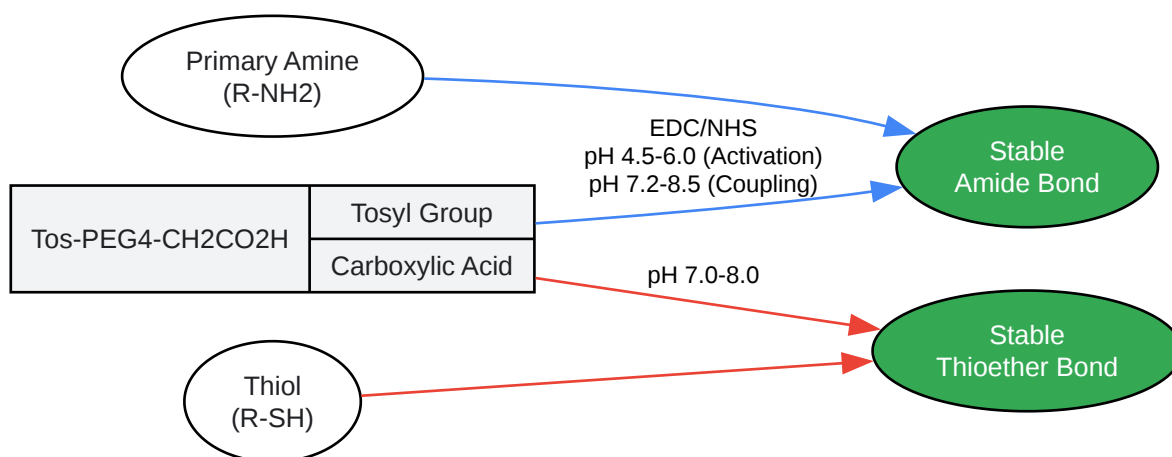 Primary Amine
(R-NH2)
EDC/NHS
pH 4.5-6.0 (Activation)
pH 7.2-8.5 (Coupling)
Stable
Amide Bond
Tos-PEG4-CH2CO2H
Tosyl Group
Carboxylic Acid
pH 7.0-8.0
Stable
Thioether Bond
Thiol
(R-SH)